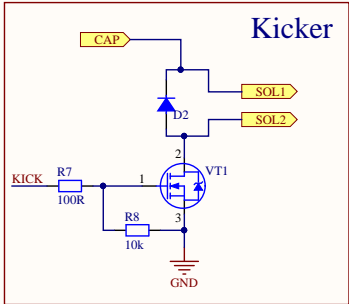 Kicker
CAP
SOL1
D2
SOL2
2
VT1
R7
KICK
1
100R
R8
3
10k
GND